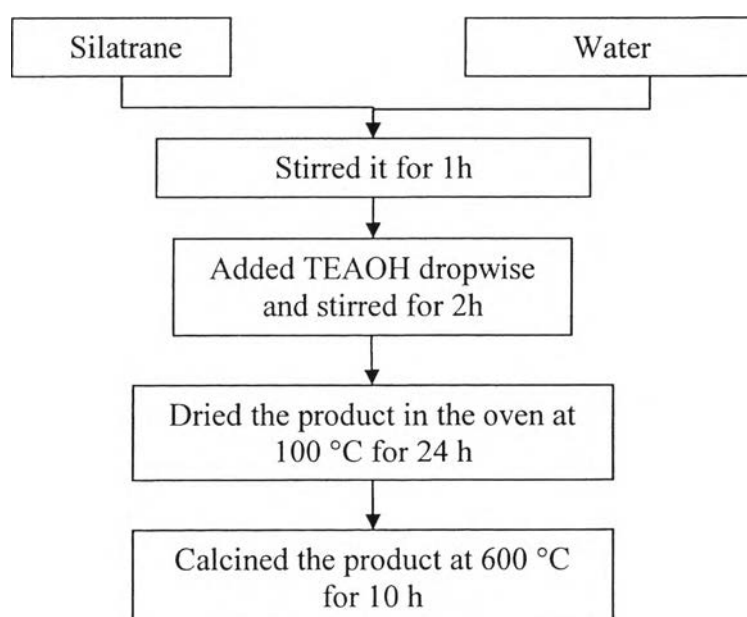 Silatrane
Water
Stirred it for 1h
Added TEAOH dropwise
and stirred for 2h
Dried the product in the oven at
100 °C for 24 h
Calcined the product at 600 °C
for 10 h